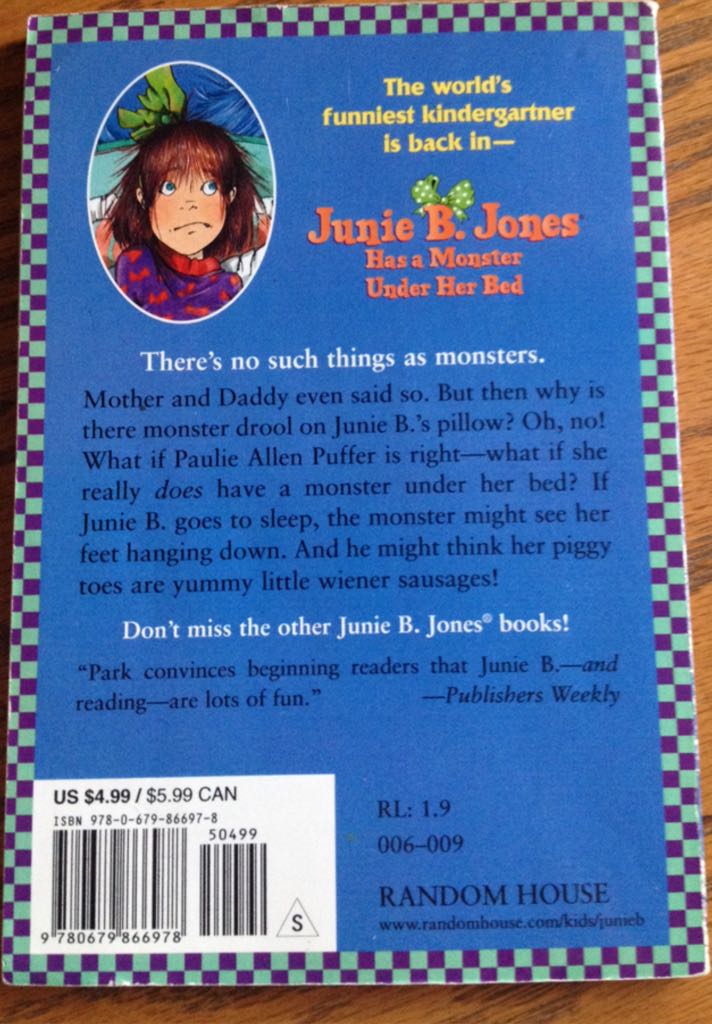 The world's
funniest kindergartner
is back in—
Junie B. Jones
Has a Monster
Under Her Bed
There's no such things as monsters.
Mother and Daddy even said so. But then why is
there monster drool on Junie B.'s pillow? Oh, no!
What if Paulie Allen Puffer is right—what if she
really does have a monster under her bed? If
Junie B. goes to sleep, the monster might see her
feet hanging down. And he might think her piggy
toes are yummy little wiener sausages!
Don't miss the other Junie B. Jones® books!
"Park convinces beginning readers that Junie B.—and
reading—are lots of fun." —Publishers Weekly
US $4.99 / $5.99 CAN
ISBN 978-0-679-86697-8
50499
9 780679 866978
S
RL: 1.9
006–009
RANDOM HOUSE
www.randomhouse.com/kids/junieb